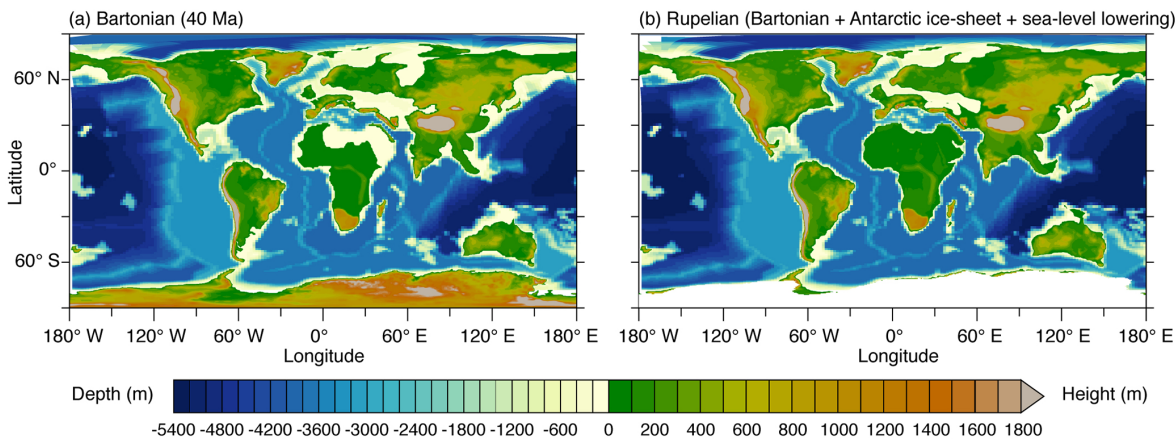 (a) Bartonian (40 Ma)
(b) Rupelian (Bartonian + Antarctic ice-sheet + sea-level lowering)
Latitude
60° N
0°
60° S
180° W 120° W 60° W 0° 60° E 120° E 180° E
180° W 120° W 60° W 0° 60° E 120° E 180° E
Longitude
Longitude
Depth (m)
Height (m)
-5400 -4800 -4200 -3600 -3000 -2400 -1800 -1200 -600 0 200 400 600 800 1000 1200 1400 1600 1800